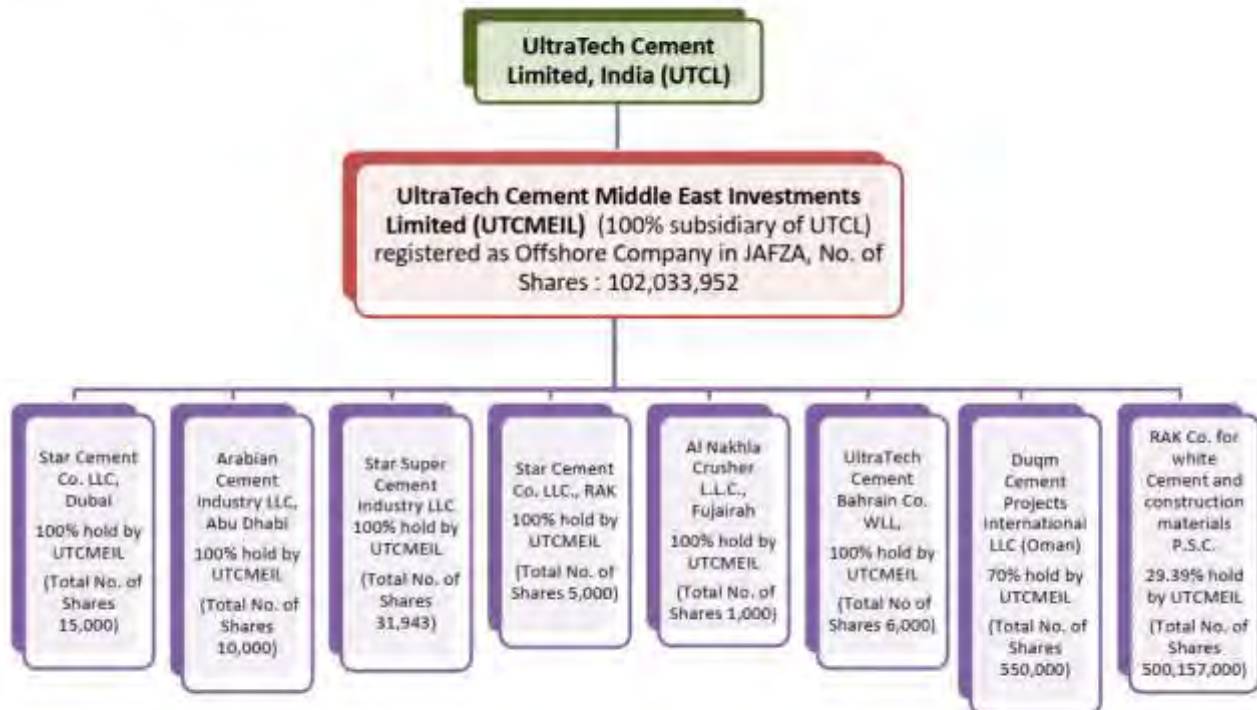 UltraTech Cement
Limited, India (UTCL)
UltraTech Cement Middle East Investments
Limited (UTCMEIL) (100% subsidiary of UTCL)
registered as Offshore Company in JAFZA, No. of
Shares : 102,033,952
Star Cement
Co. LLC,
Dubai
100% hold by
UTCMEIL
(Total No. of
Shares
15,000)
Arabian
Cement
Industry LLC,
Abu Dhabi
100% hold by
UTCMEIL
(Total No. of
Shares
10,000)
Star Super
Cement
Industry LLC
100% hold by
UTCMEIL
(Total No. of
Shares
31,943)
Star Cement
Co. LLC., RAK
100% hold by
UTCMEIL
(Total No. of
Shares 5,000)
Al Nakhla
Crusher
L.L.C.,
Fujairah
100% hold by
UTCMEIL
(Total No. of
Shares 1,000)
UltraTech
Cement
Bahrain Co.
WLL,
100% hold by
UTCMEIL
(Total No of
Shares 6,000)
Duqm
Cement
Projects
International
LLC (Oman)
70% hold by
UTCMEIL
(Total No. of
Shares
550,000)
RAK Co. for
white
Cement and
construction
materials
P.S.C.
29.39% hold
by UTCMEIL
(Total No. of
Shares
500,157,000)